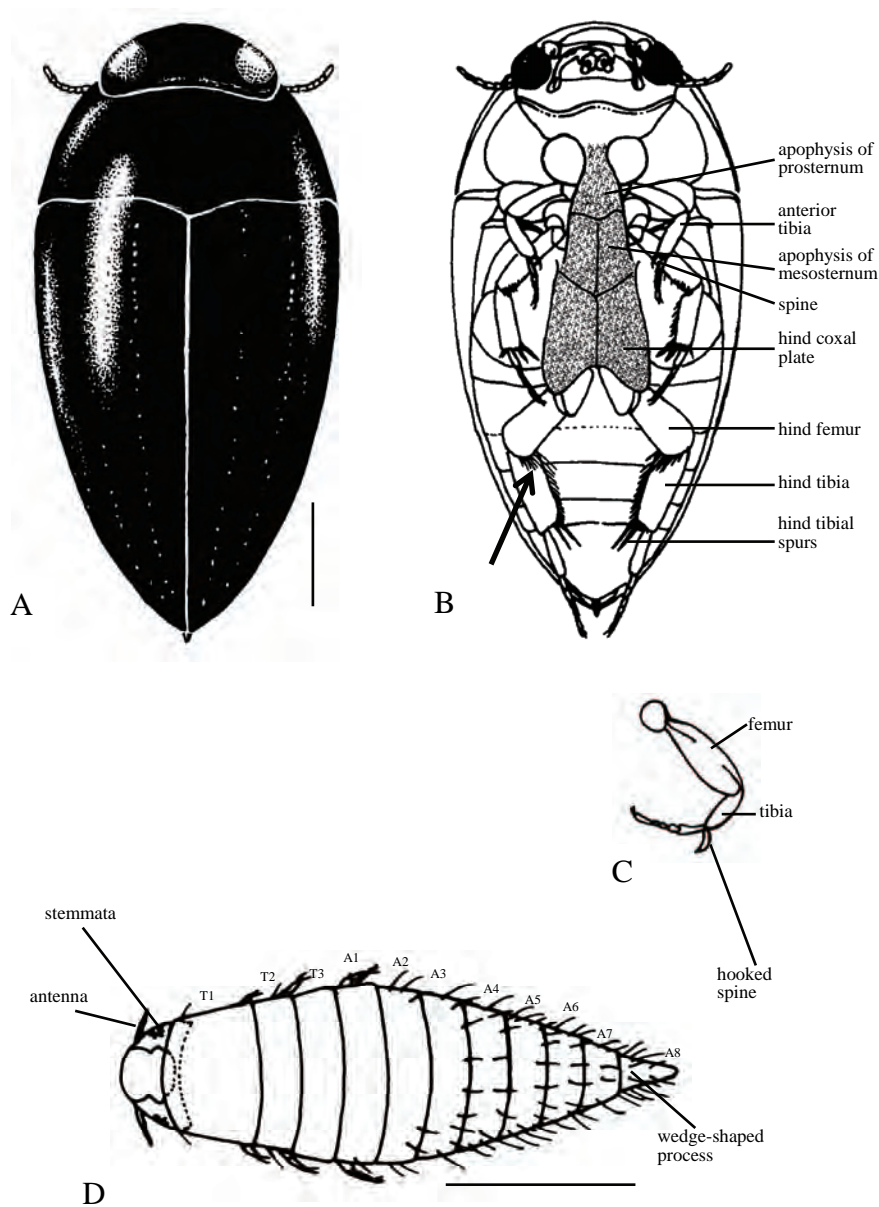 A
B
apophysis of
prosternum
anterior
tibia
apophysis of
mesosternum
spine
hind coxal
plate
hind femur
hind tibia
hind tibial
spurs
C
femur
tibia
hooked
spine
D
stemmata
antenna
T1
T2
T3
A1
A2
A3
A4
A5
A6
A7
A8
wedge-shaped
process